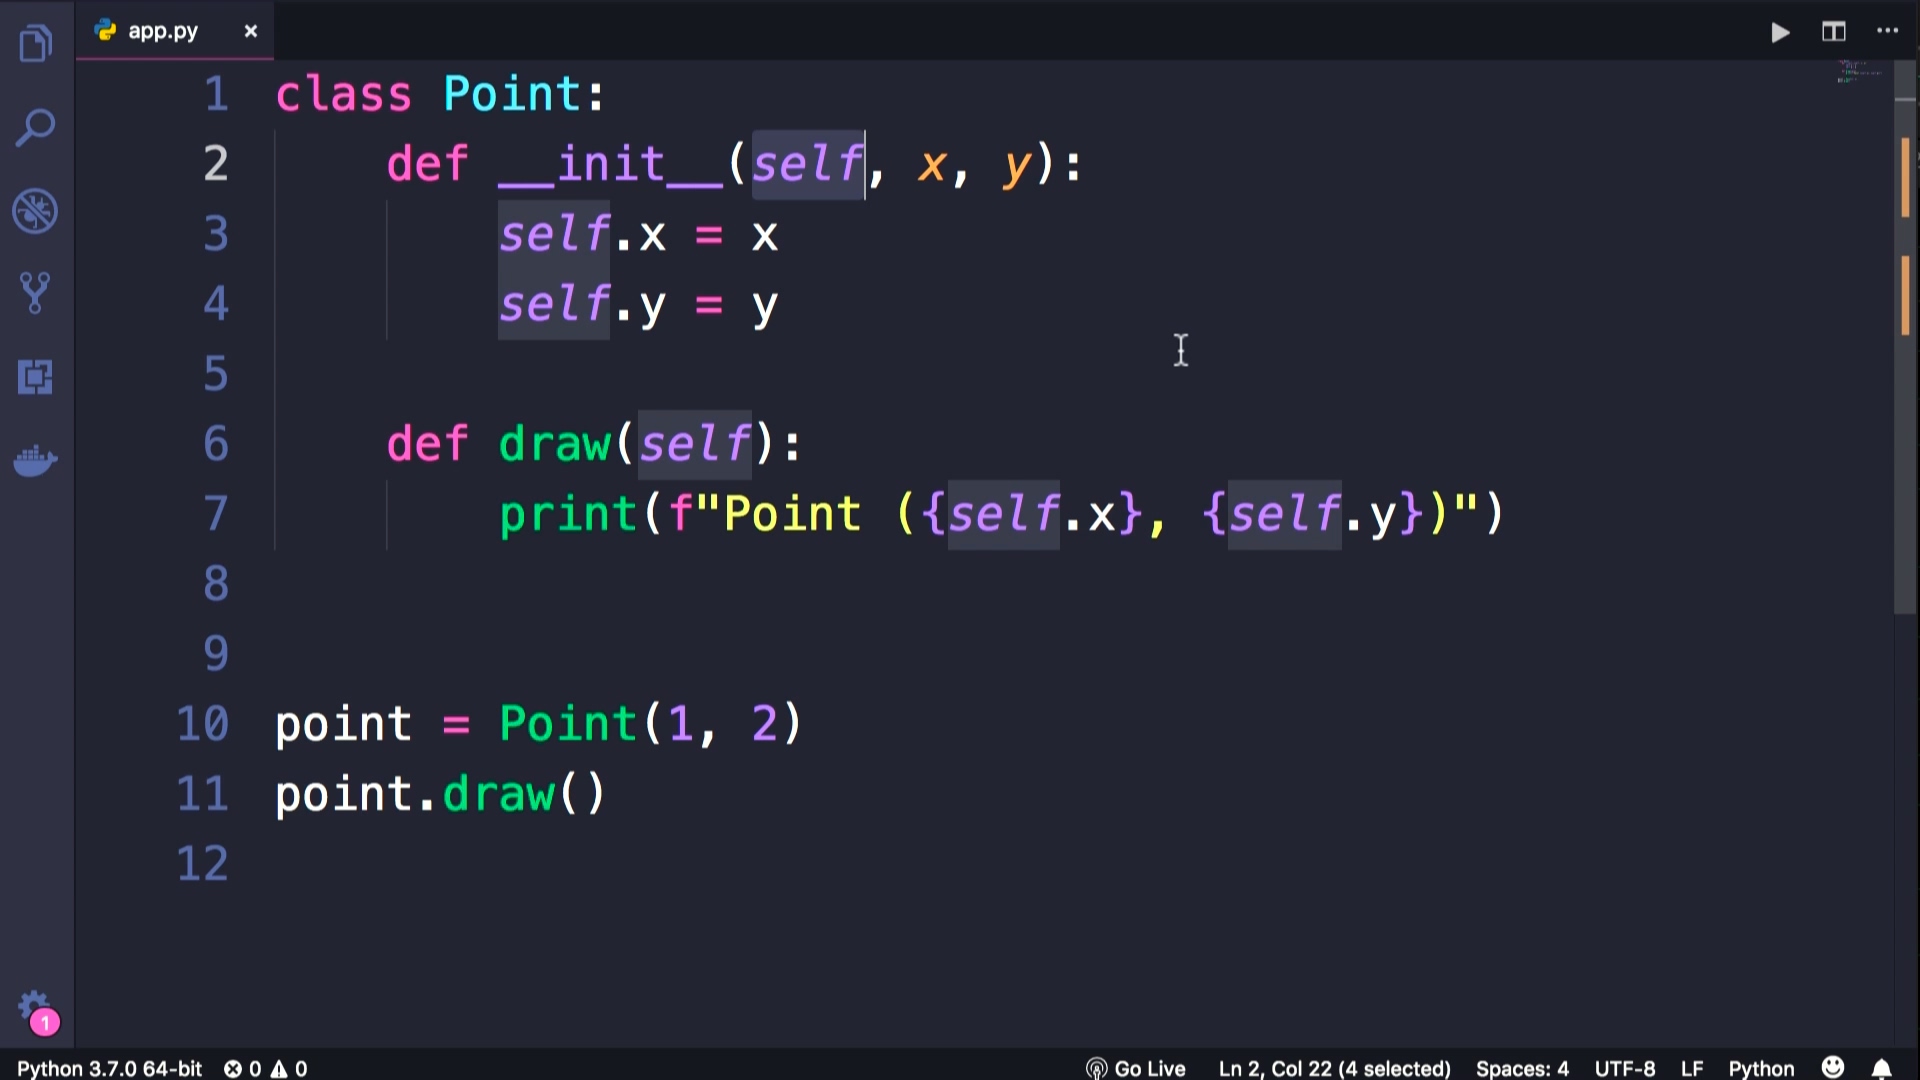 app.py
1 class Point:
2     def __init__(self, x, y):
3         self.x = x
4         self.y = y
5
6     def draw(self):
7         print(f"Point ({self.x}, {self.y})")
8
9
10 point = Point(1, 2)
11 point.draw()
12
1
Python 3.7.0 64-bit 0 0 Go Live Ln 2, Col 22 (4 selected) Spaces: 4 UTF-8 LF Python